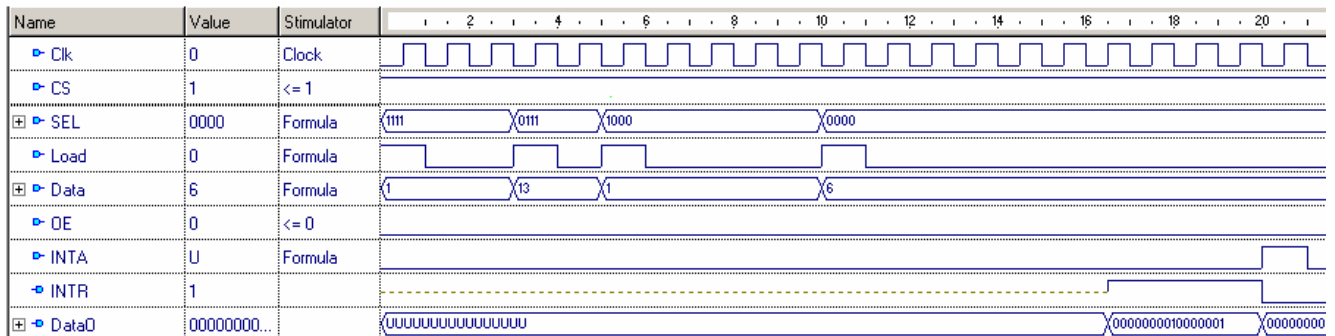 Name Value Stimulator 2 4 6 8 10 12 14 16 18 20
Clk 0 Clock
CS 1 <= 1
SEL 0000 Formula 1111 0111 1000 0000
Load 0 Formula
Data 6 Formula 1 13 1 6
OE 0 <= 0
INTA U Formula
INTR 1
DataO 00000000... UUUUUUUUUUUUUUUU 0000000010000001 00000000